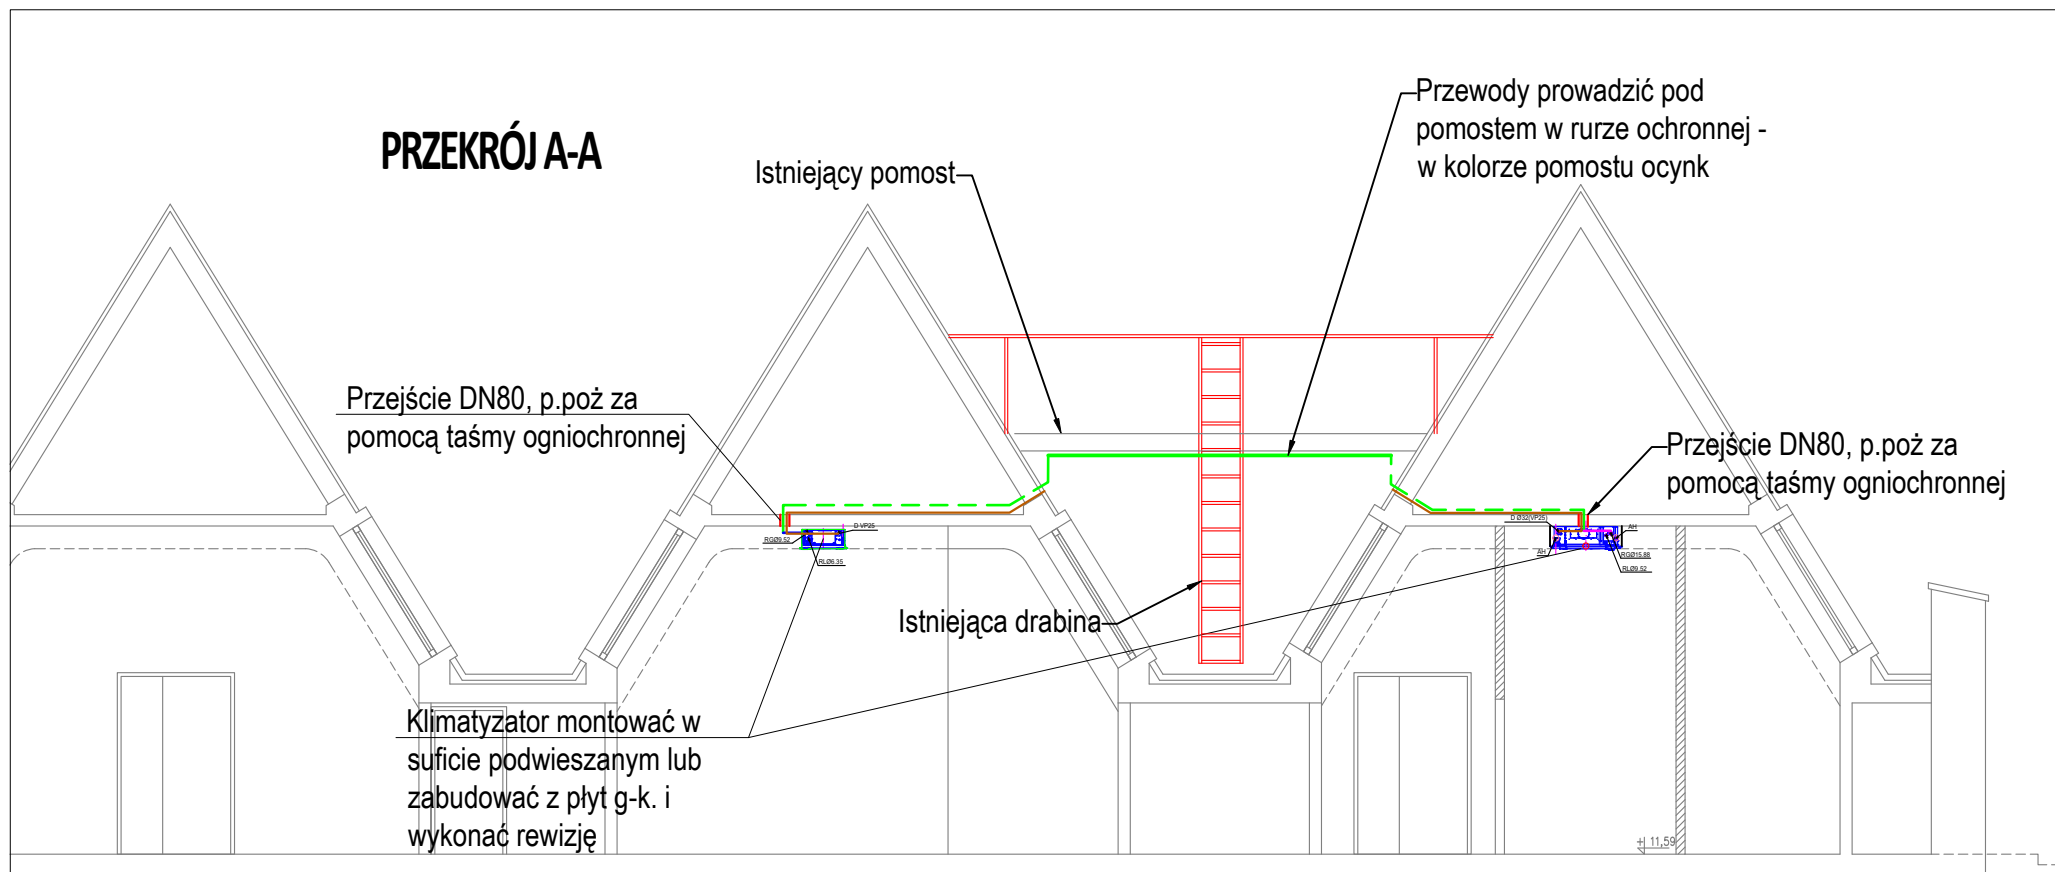 PRZEKRÓJ A-A
Przewody prowadzić pod
pomostem w rurze ochronnej -
w kolorze pomostu ocynk
Istniejący pomost
Przejście DN80, p.poż za
pomocą taśmy ogniochronnej
Przejście DN80, p.poż za
pomocą taśmy ogniochronnej
D VP25
RGØ9.52
RLØ6.35
D Ø32(VP25)
AH
AH
RGØ15.88
RLØ9.52
Istniejąca drabina
Klimatyzator montować w
suficie podwieszanym lub
zabudować z płyt g-k. i
wykonać rewizję
+ 11,59